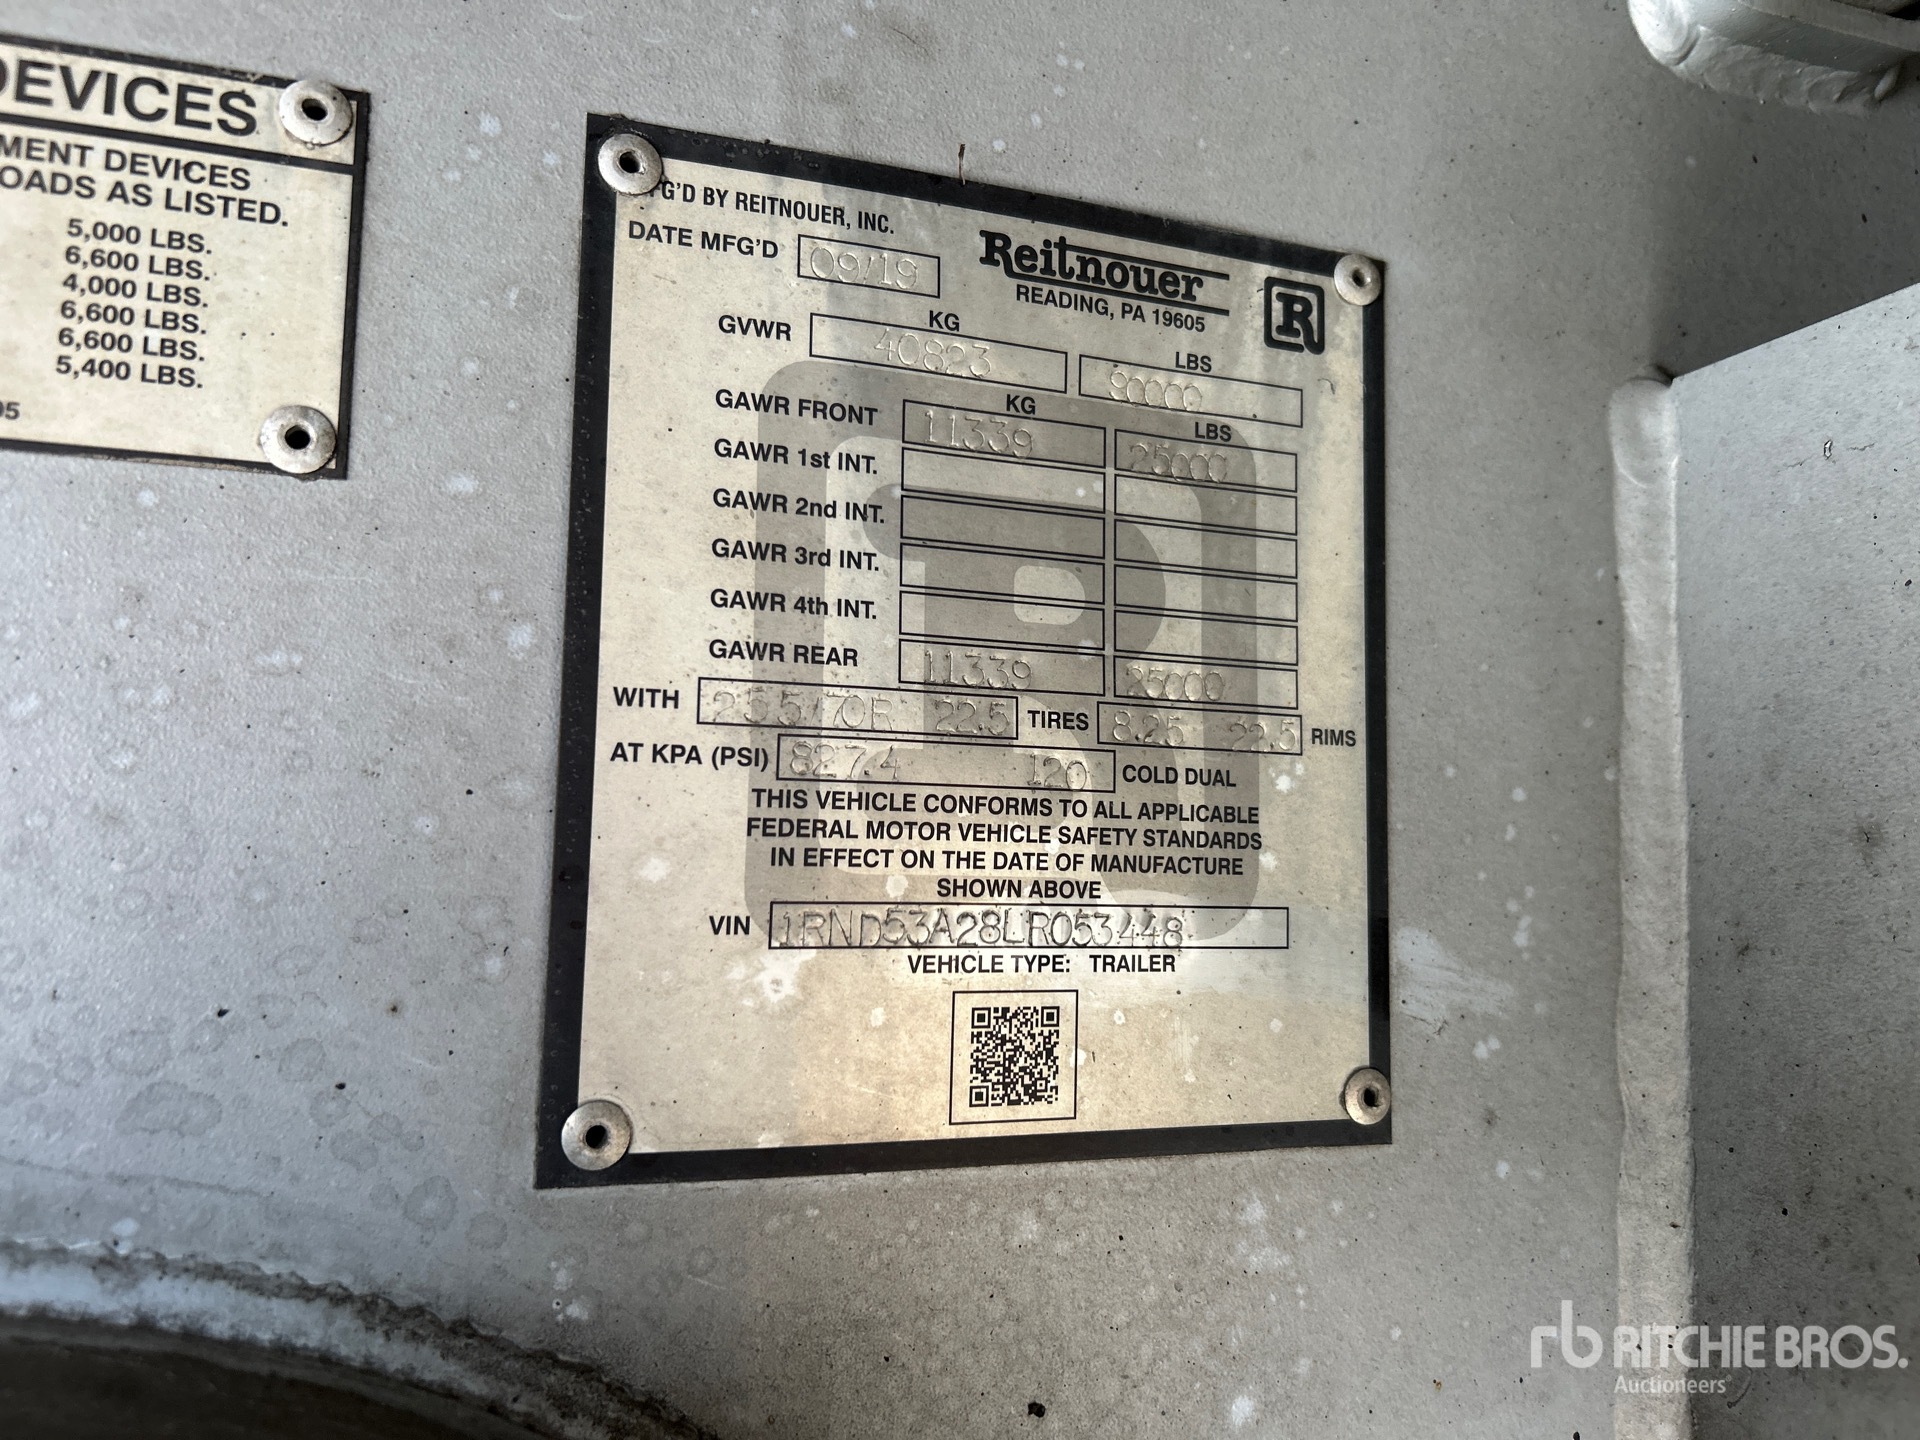 DEVICES
MENT DEVICES
OADS AS LISTED.
5,000 LBS.
6,600 LBS.
4,000 LBS.
6,600 LBS.
6,600 LBS.
5,400 LBS.
05
FG'D BY REITNOUER, INC.
DATE MFG'D 09/19
Reitnouer
READING, PA 19605
R
KG LBS
GVWR 40823 90000
KG LBS
GAWR FRONT 11339 25000
GAWR 1st INT.
GAWR 2nd INT.
GAWR 3rd INT.
GAWR 4th INT.
GAWR REAR 11339 25000
WITH 255/70R 22.5 TIRES 8.25 22.5 RIMS
AT KPA (PSI) 827.4 120 COLD DUAL
THIS VEHICLE CONFORMS TO ALL APPLICABLE
FEDERAL MOTOR VEHICLE SAFETY STANDARDS
IN EFFECT ON THE DATE OF MANUFACTURE
SHOWN ABOVE
VIN 1RND53A28LR053448
VEHICLE TYPE: TRAILER
rb RITCHIE BROS.
Auctioneers